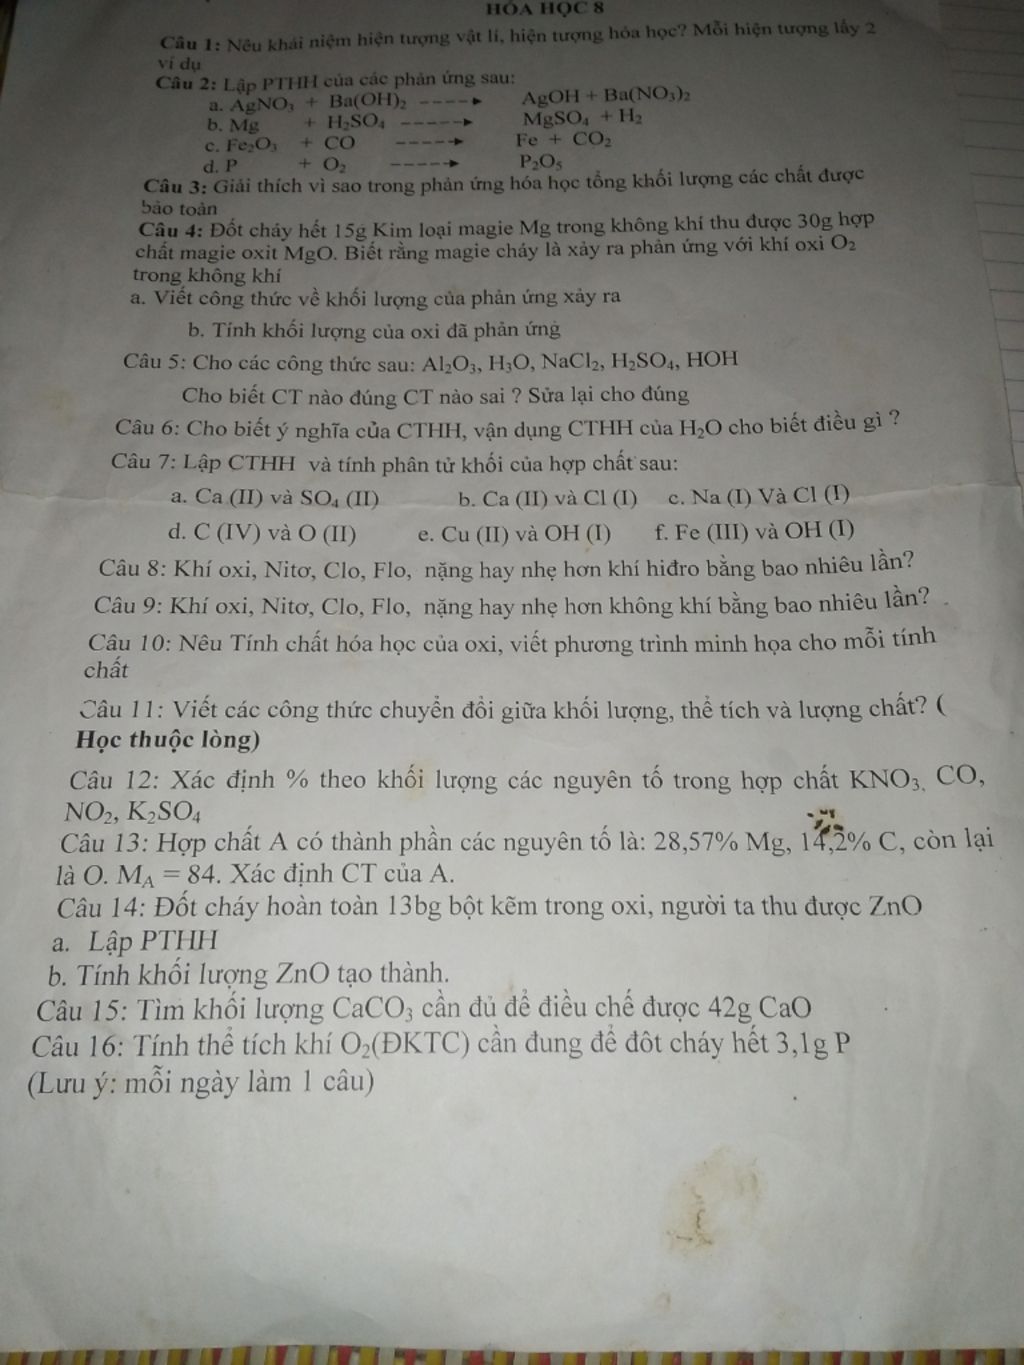 HÓA HỌC 8
Câu 1: Nêu khái niệm hiện tượng vật lí, hiện tượng hóa học? Mỗi hiện tượng lấy 2
ví dụ
Câu 2: Lập PTHH của các phản ứng sau:
a. AgNO₃ + Ba(OH)₂ -----> AgOH + Ba(NO₃)₂
b. Mg + H₂SO₄ -----> MgSO₄ + H₂
c. Fe₂O₃ + CO -----> Fe + CO₂
d. P + O₂ -----> P₂O₅
Câu 3: Giải thích vì sao trong phản ứng hóa học tổng khối lượng các chất được
bảo toàn
Câu 4: Đốt cháy hết 15g Kim loại magie Mg trong không khí thu được 30g hợp
chất magie oxit MgO. Biết rằng magie cháy là xảy ra phản ứng với khí oxi O₂
trong không khí
a. Viết công thức về khối lượng của phản ứng xảy ra
b. Tính khối lượng của oxi đã phản ứng
Câu 5: Cho các công thức sau: Al₂O₃, H₃O, NaCl₂, H₂SO₄, HOH
Cho biết CT nào đúng CT nào sai ? Sửa lại cho đúng
Câu 6: Cho biết ý nghĩa của CTHH, vận dụng CTHH của H₂O cho biết điều gì ?
Câu 7: Lập CTHH và tính phân tử khối của hợp chất sau:
a. Ca (II) và SO₄ (II) b. Ca (II) và Cl (I) c. Na (I) Và Cl (I)
d. C (IV) và O (II) e. Cu (II) và OH (I) f. Fe (III) và OH (I)
Câu 8: Khí oxi, Nitơ, Clo, Flo, nặng hay nhẹ hơn khí hiđro bằng bao nhiêu lần?
Câu 9: Khí oxi, Nitơ, Clo, Flo, nặng hay nhẹ hơn không khí bằng bao nhiêu lần?
Câu 10: Nêu Tính chất hóa học của oxi, viết phương trình minh họa cho mỗi tính
chất
Câu 11: Viết các công thức chuyển đổi giữa khối lượng, thể tích và lượng chất? (
Học thuộc lòng)
Câu 12: Xác định % theo khối lượng các nguyên tố trong hợp chất KNO₃, CO,
NO₂, K₂SO₄
Câu 13: Hợp chất A có thành phần các nguyên tố là: 28,57% Mg, 14,2% C, còn lại
là O. M_A = 84. Xác định CT của A.
Câu 14: Đốt cháy hoàn toàn 13bg bột kẽm trong oxi, người ta thu được ZnO
a. Lập PTHH
b. Tính khối lượng ZnO tạo thành.
Câu 15: Tìm khối lượng CaCO₃ cần đủ để điều chế được 42g CaO
Câu 16: Tính thể tích khí O₂(ĐKTC) cần đung để đôt cháy hết 3,1g P
(Lưu ý: mỗi ngày làm 1 câu)